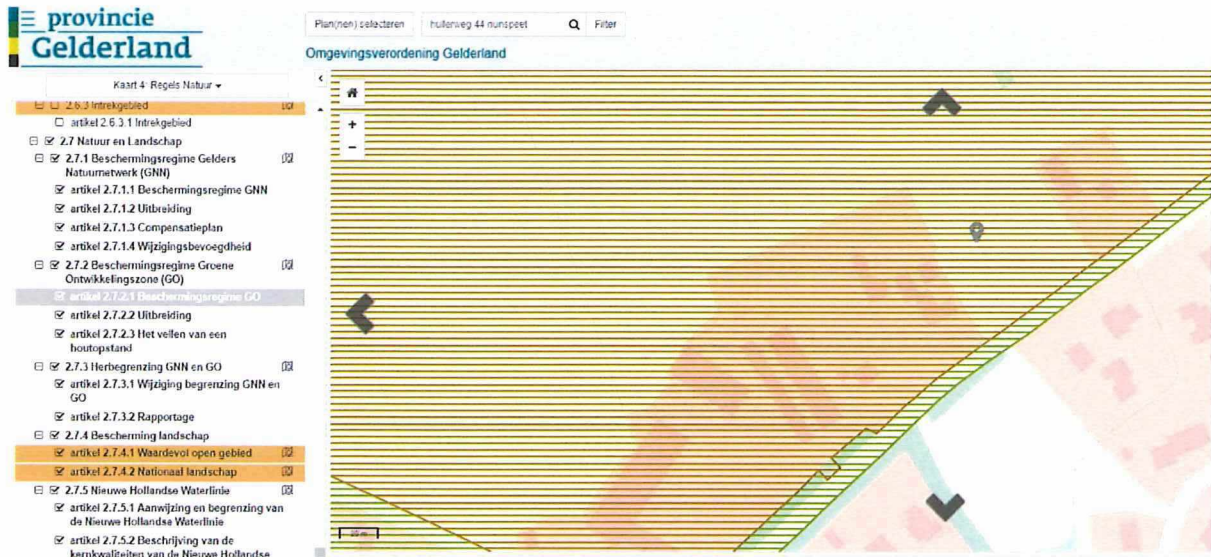 provincie
Gelderland
Plan(nen) selecteren
hullerweg 44 nunspeet
Filter
Omgevingsverordening Gelderland
Kaart 4: Regels Natuur
2.6.3 Intrekgebied
artikel 2.6.3.1 Intrekgebied
2.7 Natuur en Landschap
2.7.1 Beschermingsregime Gelders
Natuurnetwerk (GNN)
artikel 2.7.1.1 Beschermingsregime GNN
artikel 2.7.1.2 Uitbreiding
artikel 2.7.1.3 Compensatieplan
artikel 2.7.1.4 Wijzigingsbevoegdheid
2.7.2 Beschermingsregime Groene
Ontwikkelingszone (GO)
artikel 2.7.2.1 Beschermingsregime GO
artikel 2.7.2.2 Uitbreiding
artikel 2.7.2.3 Het vellen van een
houtopstand
2.7.3 Herbegrenzing GNN en GO
artikel 2.7.3.1 Wijziging begrenzing GNN en
GO
artikel 2.7.3.2 Rapportage
2.7.4 Bescherming landschap
artikel 2.7.4.1 Waardevol open gebied
artikel 2.7.4.2 Nationaal landschap
2.7.5 Nieuwe Hollandse Waterlinie
artikel 2.7.5.1 Aanwijzing en begrenzing van
de Nieuwe Hollandse Waterlinie
artikel 2.7.5.2 Beschrijving van de
kernkwaliteiten van de Nieuwe Hollandse